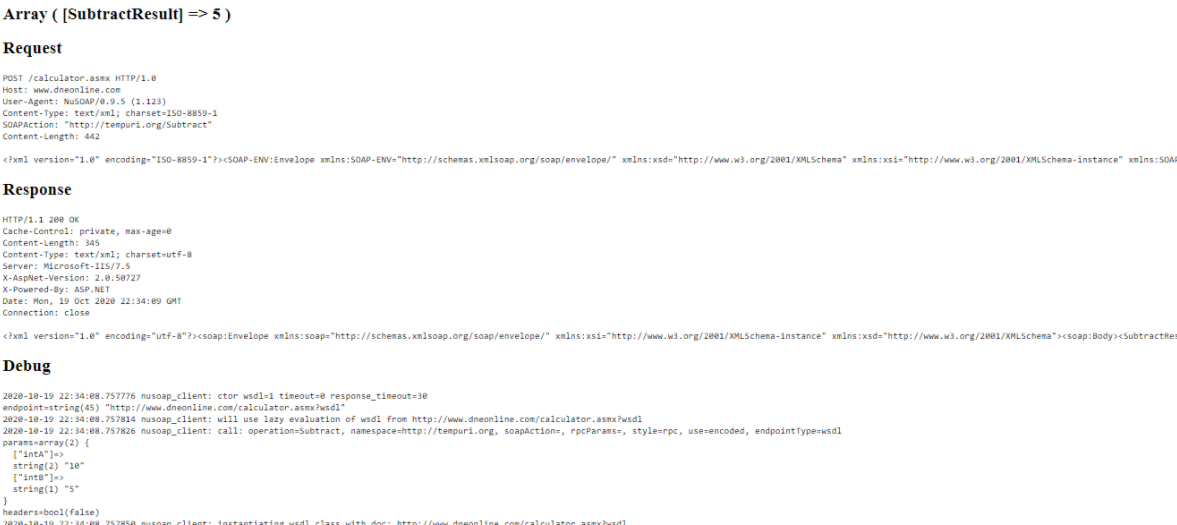 Array ( [SubtractResult] => 5 )
Request
POST /calculator.asmx HTTP/1.0
Host: www.dneonline.com
User-Agent: NuSOAP/0.9.5 (1.123)
Content-Type: text/xml; charset=ISO-8859-1
SOAPAction: "http://tempuri.org/Subtract"
Content-Length: 442
<?xml version="1.0" encoding="ISO-8859-1"?><SOAP-ENV:Envelope xmlns:SOAP-ENV="http://schemas.xmlsoap.org/soap/envelope/" xmlns:xsd="http://www.w3.org/2001/XMLSchema" xmlns:xsi="http://www.w3.org/2001/XMLSchema-instance" xmlns:SOAP
Response
HTTP/1.1 200 OK
Cache-Control: private, max-age=0
Content-Length: 345
Content-Type: text/xml; charset=utf-8
Server: Microsoft-IIS/7.5
X-AspNet-Version: 2.0.50727
X-Powered-By: ASP.NET
Date: Mon, 19 Oct 2020 22:34:09 GMT
Connection: close
<?xml version="1.0" encoding="utf-8"?><soap:Envelope xmlns:soap="http://schemas.xmlsoap.org/soap/envelope/" xmlns:xsi="http://www.w3.org/2001/XMLSchema-instance" xmlns:xsd="http://www.w3.org/2001/XMLSchema"><soap:Body><SubtractRes
Debug
2020-10-19 22:34:08.757776 nusoap_client: ctor wsdl=1 timeout=0 response_timeout=30
endpoint=string(45) "http://www.dneonline.com/calculator.asmx?wsdl"
2020-10-19 22:34:08.757814 nusoap_client: will use lazy evaluation of wsdl from http://www.dneonline.com/calculator.asmx?wsdl
2020-10-19 22:34:08.757826 nusoap_client: call: operation=Subtract, namespace=http://tempuri.org, soapAction=, rpcParams=, style=rpc, use=encoded, endpointType=wsdl
params=array(2) {
["intA"]=>
string(2) "10"
["intB"]=>
string(1) "5"
}
headers=bool(false)
2020-10-19 22:34:08.757850 nusoap_client: instantiating wsdl class with doc: http://www.dneonline.com/calculator.asmx?wsdl